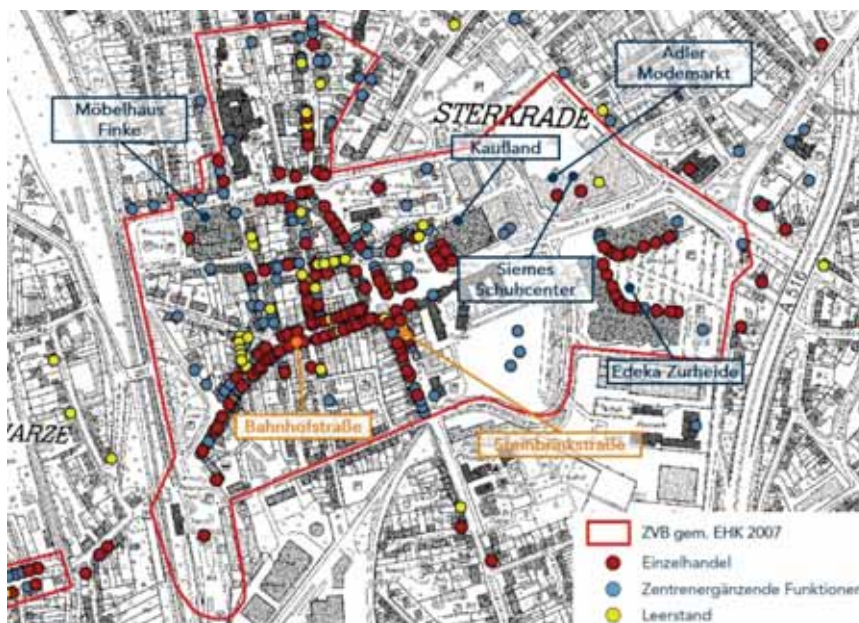 Adler
Modemarkt
STERKRADE
Möbelhaus
Finke
Kaufland
Siemes
Schuhcenter
A 516
Edeka Zurheide
Bahnhofstraße
Steinbrinkstraße
ARZE
ZVB gem. EHK 2007
Einzelhandel
Zentrenergänzende Funktionen
Leerstand